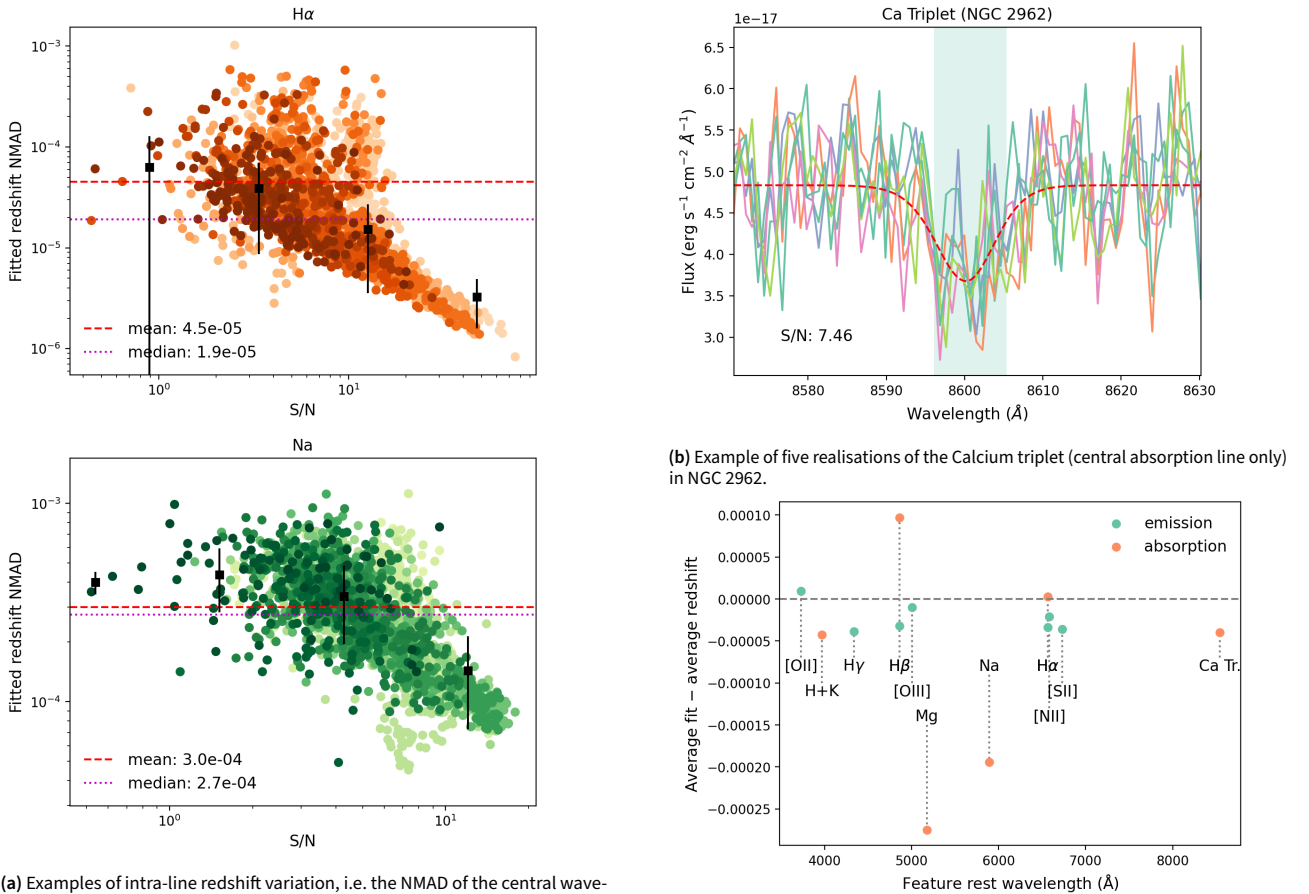 Hα
10⁻³
10⁻⁴
10⁻⁵
10⁻⁶
Fitted redshift NMAD
mean: 4.5e-05
median: 1.9e-05
10⁰
10¹
S/N
Na
10⁻³
10⁻⁴
Fitted redshift NMAD
mean: 3.0e-04
median: 2.7e-04
10⁰
10¹
S/N
(a) Examples of intra-line redshift variation, i.e. the NMAD of the central wave-
1e−17
Ca Triplet (NGC 2962)
6.5
6.0
5.5
5.0
4.5
4.0
3.5
3.0
Flux (erg s⁻¹ cm⁻² Å⁻¹)
S/N: 7.46
8580
8590
8600
8610
8620
8630
Wavelength (Å)
(b) Example of five realisations of the Calcium triplet (central absorption line only)
in NGC 2962.
0.00010
0.00005
0.00000
−0.00005
−0.00010
−0.00015
−0.00020
−0.00025
Average fit − average redshift
emission
absorption
[OII]
Hγ
Hβ
Na
Hα
Ca Tr.
H+K
[OIII]
[SII]
Mg
[NII]
4000
5000
6000
7000
8000
Feature rest wavelength (Å)